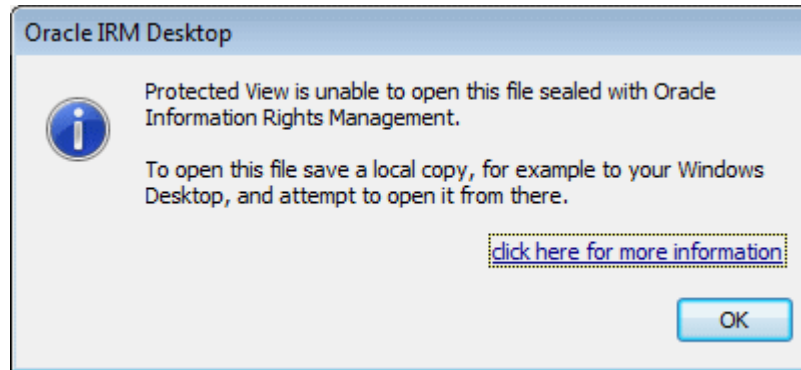 Oracle IRM Desktop
Protected View is unable to open this file sealed with Oracle
Information Rights Management.
To open this file save a local copy, for example to your Windows
Desktop, and attempt to open it from there.
click here for more information
OK